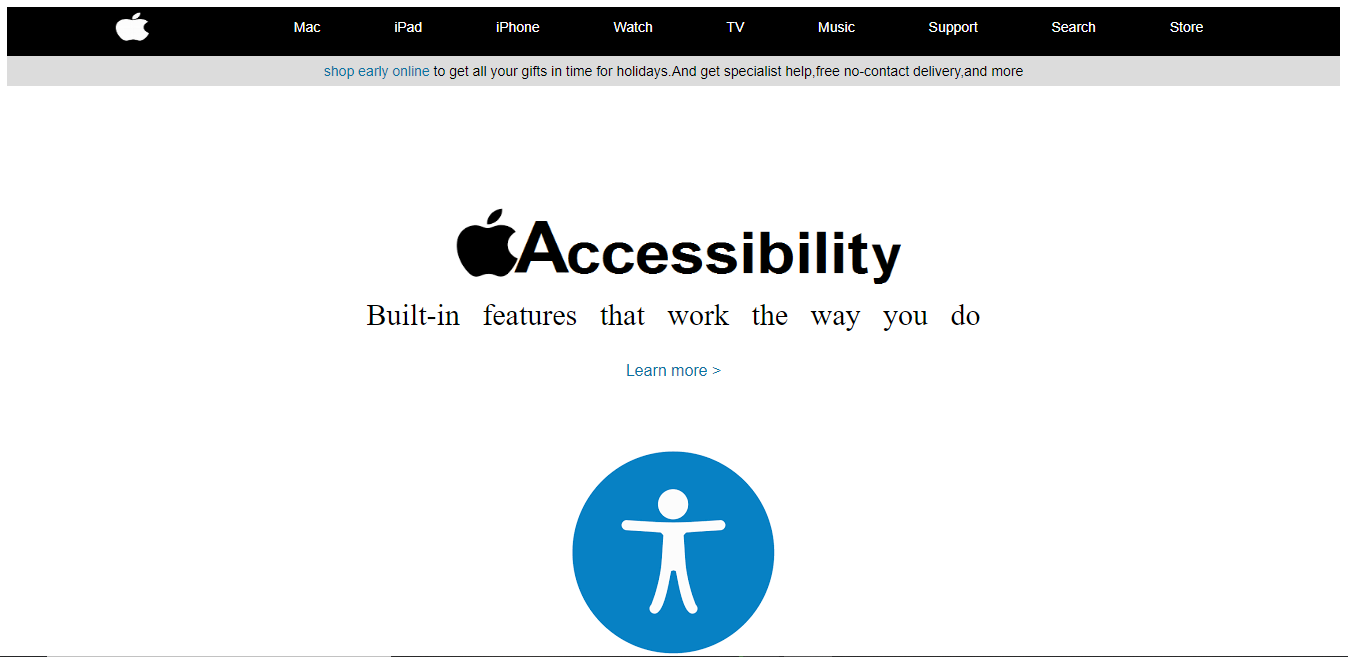 Mac iPad iPhone Watch TV Music Support Search Store
shop early online to get all your gifts in time for holidays.And get specialist help,free no-contact delivery,and more
Accessibility
Built-in features that work the way you do
Learn more >